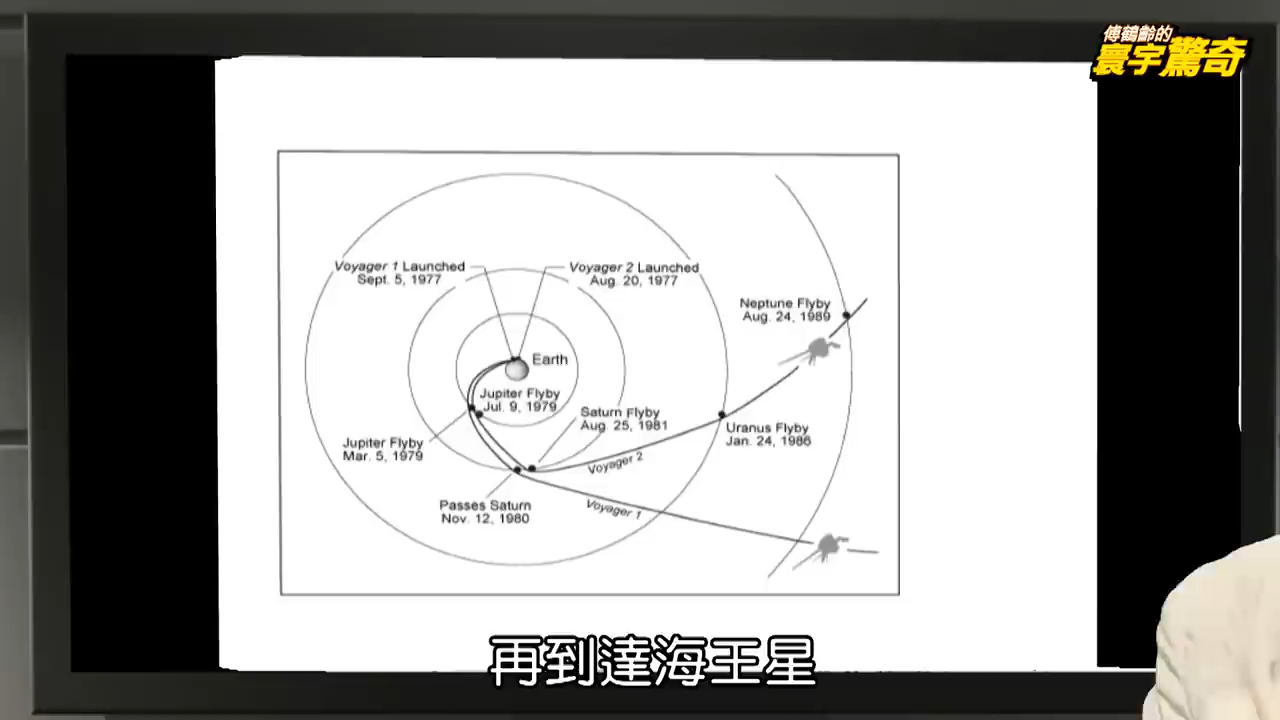 傅鶴齡的
寰宇驚奇
Voyager 1 Launched
Sept. 5, 1977
Voyager 2 Launched
Aug. 20, 1977
Neptune Flyby
Aug. 24, 1989
Earth
Jupiter Flyby
Jul. 9, 1979
Saturn Flyby
Aug. 25, 1981
Uranus Flyby
Jan. 24, 1986
Jupiter Flyby
Mar. 5, 1979
Voyager 2
Passes Saturn
Nov. 12, 1980
Voyager 1
再到達海王星